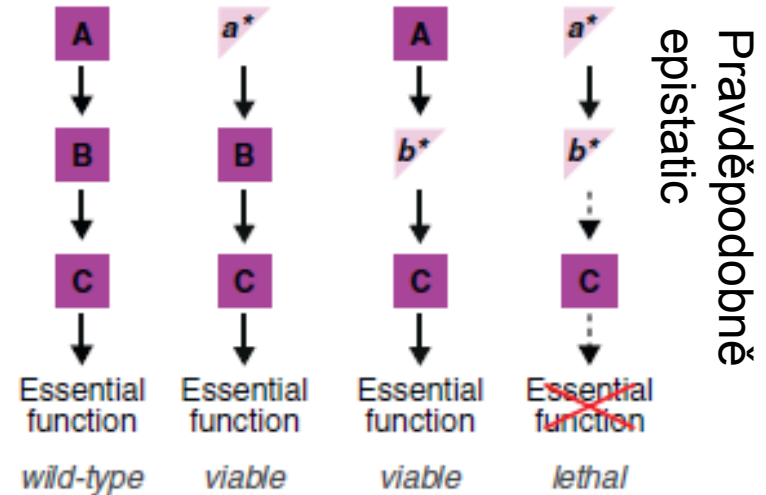 A a* A a*
B B b* b*
C C C C
Essential Essential Essential Essential
function function function function
wild-type viable viable lethal
Pravděpodobně
epistatic